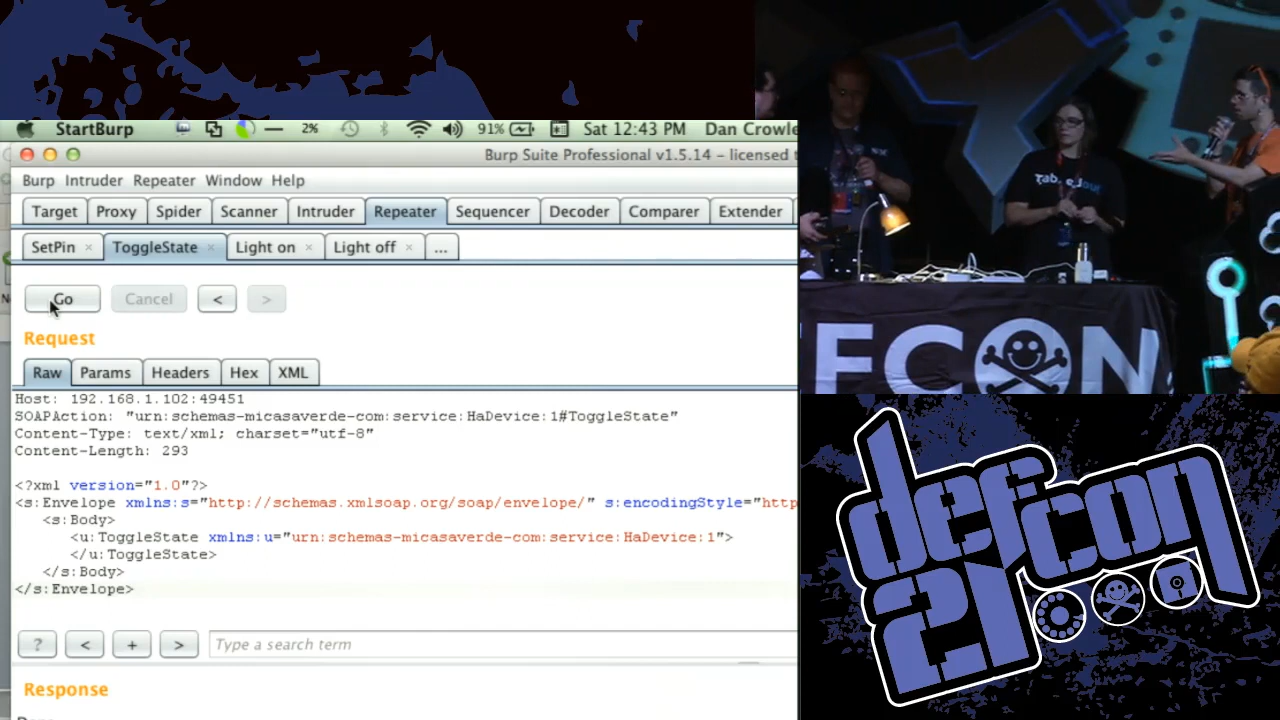 StartBurp 2% 91% Sat 12:43 PM Dan Crowle
Burp Suite Professional v1.5.14 - licensed t
Burp Intruder Repeater Window Help
Target Proxy Spider Scanner Intruder Repeater Sequencer Decoder Comparer Extender
SetPin × ToggleState × Light on × Light off × ...
Go Cancel < >
Request
Raw Params Headers Hex XML
Host: 192.168.1.102:49451
SOAPAction: "urn:schemas-micasaverde-com:service:HaDevice:1#ToggleState"
Content-Type: text/xml; charset="utf-8"
Content-Length: 293
<?xml version="1.0"?>
<s:Envelope xmlns:s="http://schemas.xmlsoap.org/soap/envelope/" s:encodingStyle="http
<s:Body>
<u:ToggleState xmlns:u="urn:schemas-micasaverde-com:service:HaDevice:1">
</u:ToggleState>
</s:Body>
</s:Envelope>
? < + > Type a search term
Response
FCON
defcon
21